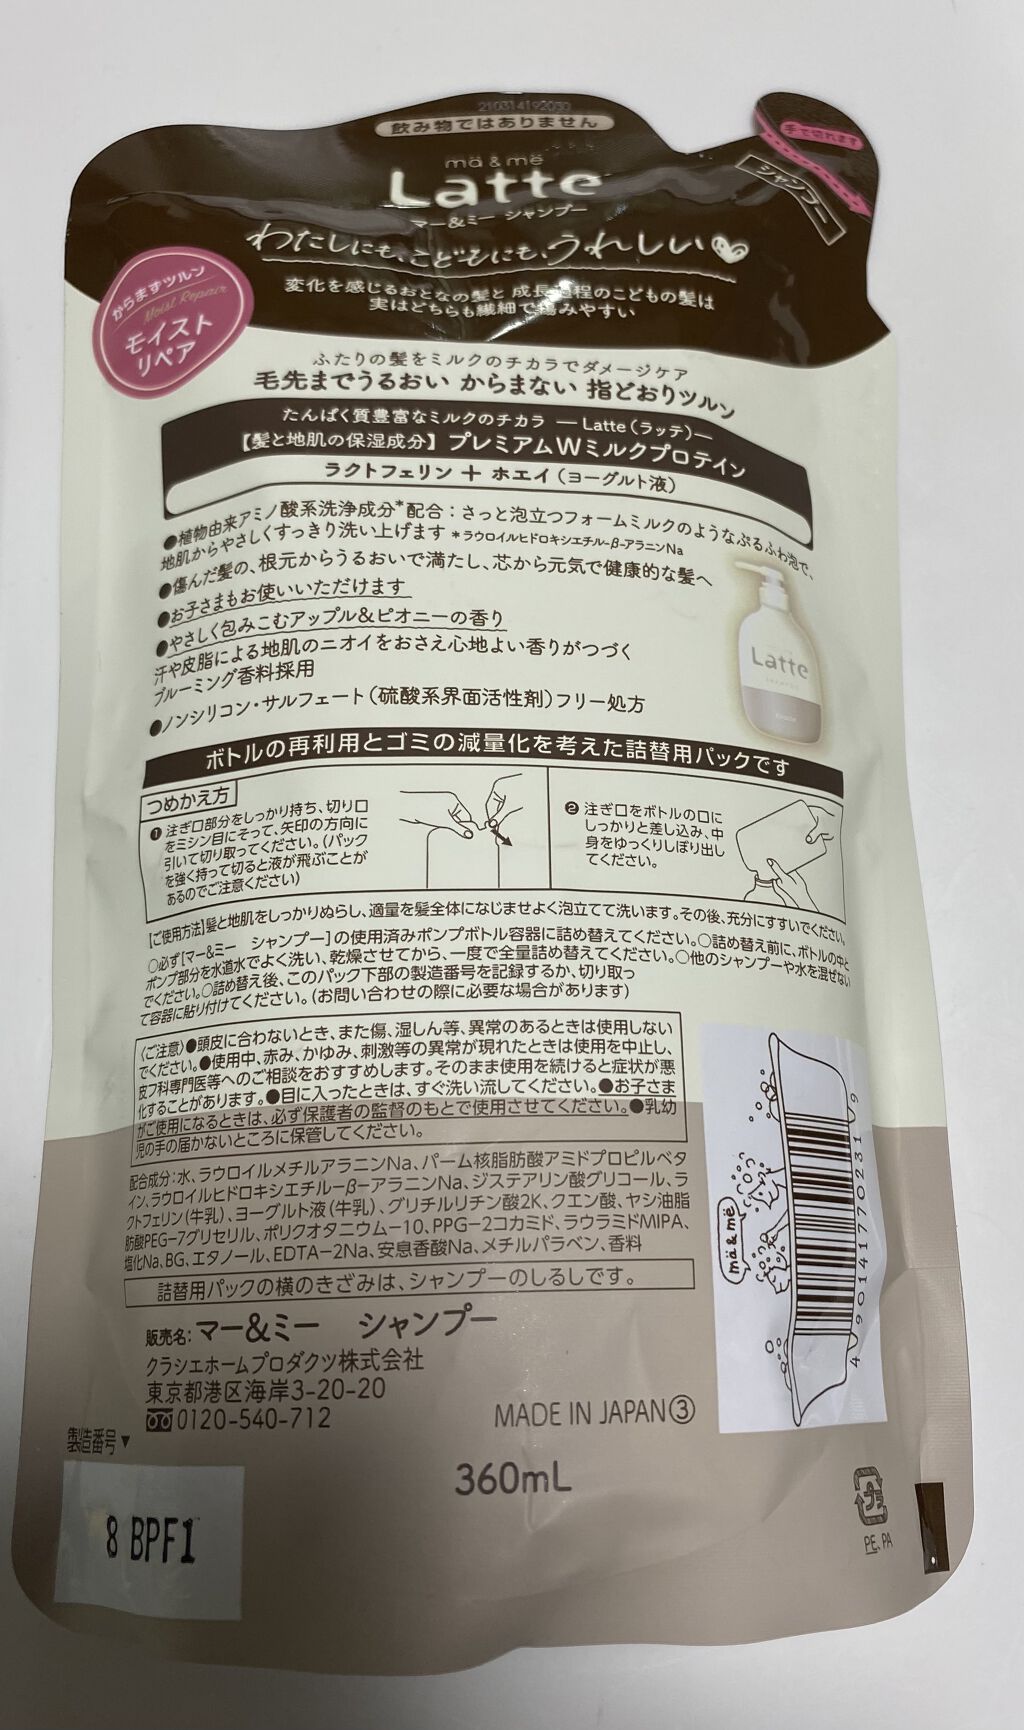 210314192030
飲み物ではありません
mä & më
Latte
マー&ミー シャンプー
手で切れます
シャンプー
わたしにも、こどもにも、うれしい
変化を感じるおとなの髪と 成長過程のこどもの髪は
実はどちらも繊細で傷みやすい
からまずツルン
Moist Repair
モイスト
リペア
ふたりの髪をミルクのチカラでダメージケア
毛先までうるおい からまない 指どおりツルン
たんぱく質豊富なミルクのチカラ ― Latte(ラッテ)―
【髪と地肌の保湿成分】プレミアムWミルクプロテイン
ラクトフェリン + ホエイ(ヨーグルト液)
●植物由来アミノ酸系洗浄成分*配合:さっと泡立つフォームミルクのようなぷるふわ泡で、
地肌からやさしくすっきり洗い上げます *ラウロイルヒドロキシエチル-β-アラニンNa
●傷んだ髪の、根元からうるおいで満たし、芯から元気で健康的な髪へ
●お子さまもお使いいただけます
●やさしく包みこむアップル&ピオニーの香り
汗や皮脂による地肌のニオイをおさえ心地よい香りがつづく
ブルーミング香料採用
●ノンシリコン・サルフェート(硫酸系界面活性剤)フリー処方
Latte
ボトルの再利用とゴミの減量化を考えた詰替用パックです
つめかえ方
❶ 注ぎ口部分をしっかり持ち、切り口
をミシン目にそって、矢印の方向に
引いて切り取ってください。(パック
を強く持って切ると液が飛ぶことが
あるのでご注意ください)
❷ 注ぎ口をボトルの口に
しっかりと差し込み、中
身をゆっくりしぼり出し
てください。
【ご使用方法】髪と地肌をしっかりぬらし、適量を髪全体になじませよく泡立てて洗います。その後、充分にすすいでください。
○必ず[マー&ミー シャンプー]の使用済みポンプボトル容器に詰め替えてください。○詰め替え前に、ボトルの中と
ポンプ部分を水道水でよく洗い、乾燥させてから、一度で全量詰め替えてください。○他のシャンプーや水を混ぜない
でください。○詰め替え後、このパック下部の製造番号を記録するか、切り取っ
て容器に貼り付けてください。(お問い合わせの際に必要な場合があります)
〈ご注意〉●頭皮に合わないとき、また傷、湿しん等、異常のあるときは使用しない
でください。●使用中、赤み、かゆみ、刺激等の異常が現れたときは使用を中止し、
皮フ科専門医等へのご相談をおすすめします。そのまま使用を続けると症状が悪
化することがあります。●目に入ったときは、すぐ洗い流してください。●お子さま
がご使用になるときは、必ず保護者の監督のもとで使用させてください。●乳幼
児の手の届かないところに保管してください。
配合成分:水、ラウロイルメチルアラニンNa、パーム核脂肪酸アミドプロピルベタ
イン、ラウロイルヒドロキシエチル-β-アラニンNa、ジステアリン酸グリコール、ラ
クトフェリン(牛乳)、ヨーグルト液(牛乳)、グリチルリチン酸2K、クエン酸、ヤシ油脂
肪酸PEG-7グリセリル、ポリクオタニウム-10、PPG-2コカミド、ラウラミドMIPA、
塩化Na、BG、エタノール、EDTA-2Na、安息香酸Na、メチルパラベン、香料
詰替用パックの横のきざみは、シャンプーのしるしです。
mä & më
4 901417 702319
販売名:マー&ミー シャンプー
クラシエホームプロダクツ株式会社
東京都港区海岸3-20-20
0120-540-712
MADE IN JAPAN③
製造番号▼
360mL
8 BPF1
プラ
PE、PA